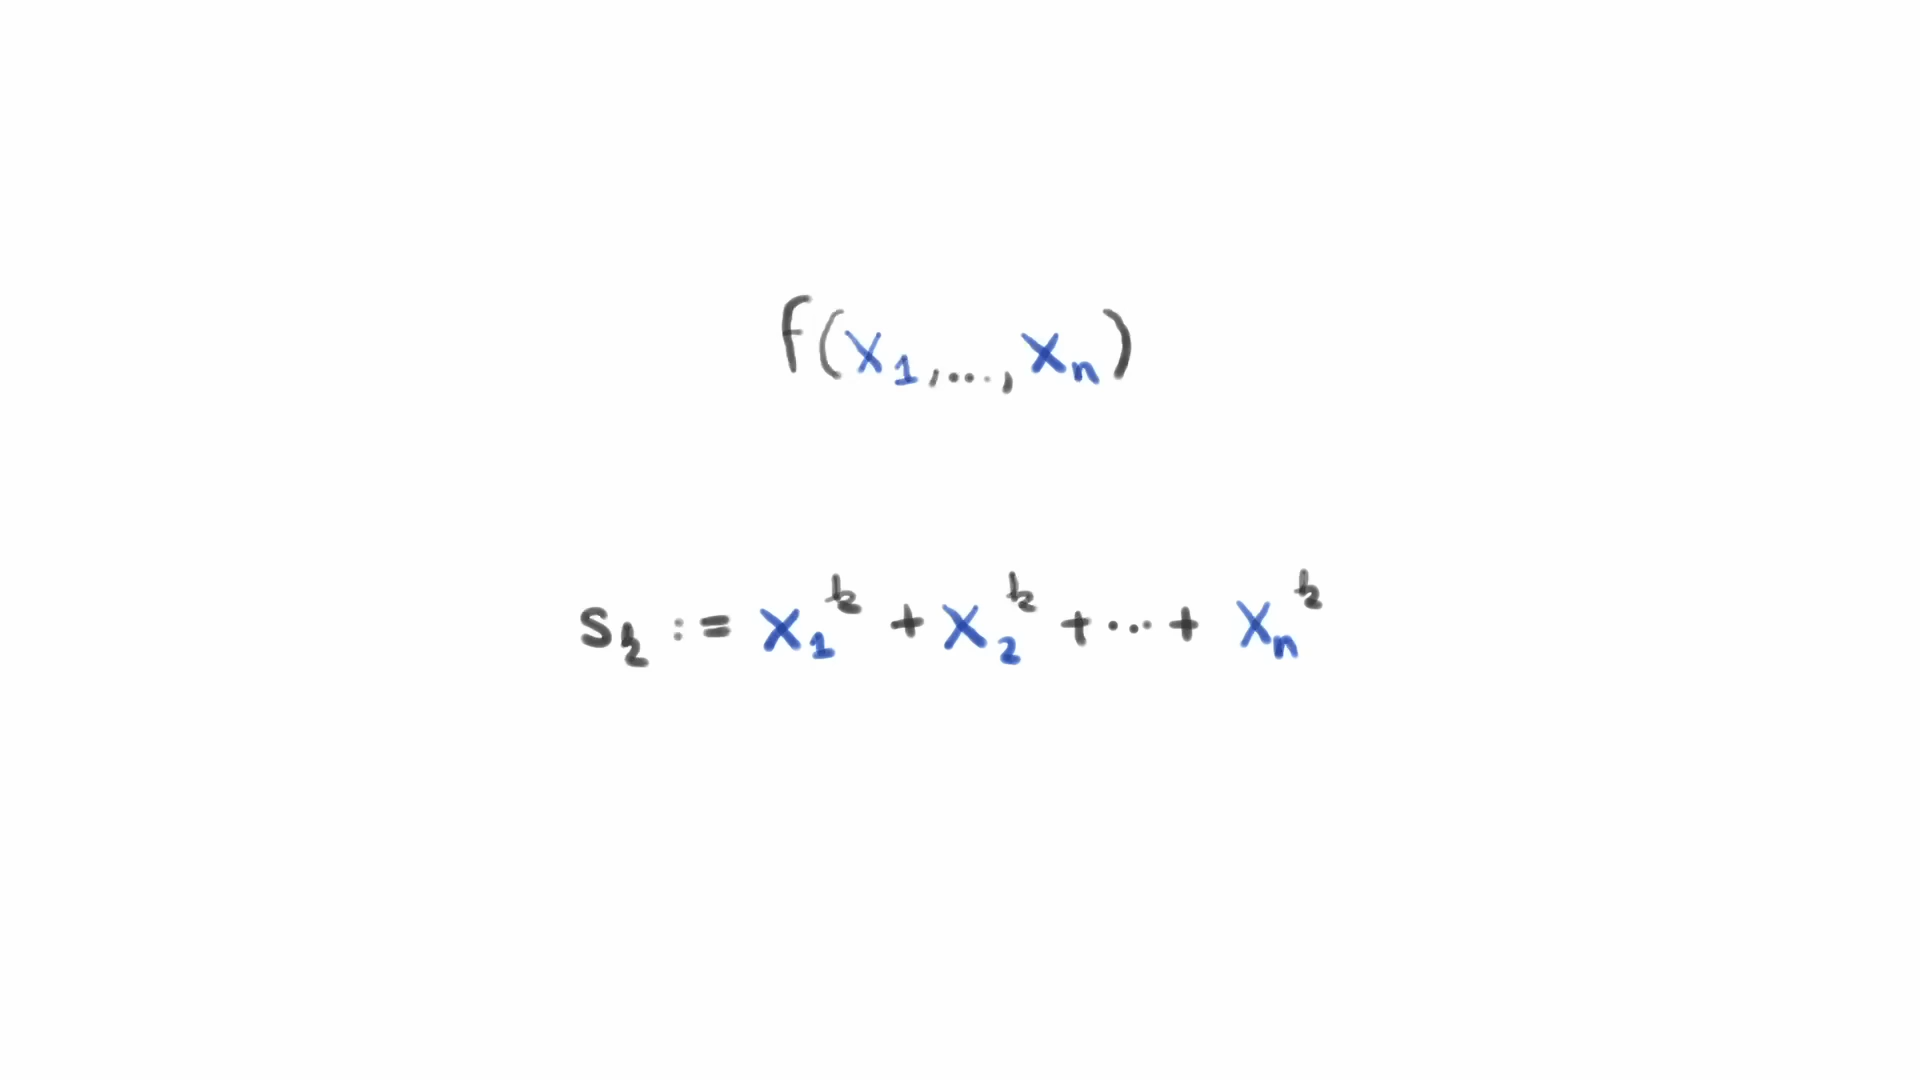 f(x₁,...,xₙ)
sₖ := x₁ᵏ + x₂ᵏ + ⋯ + xₙᵏ